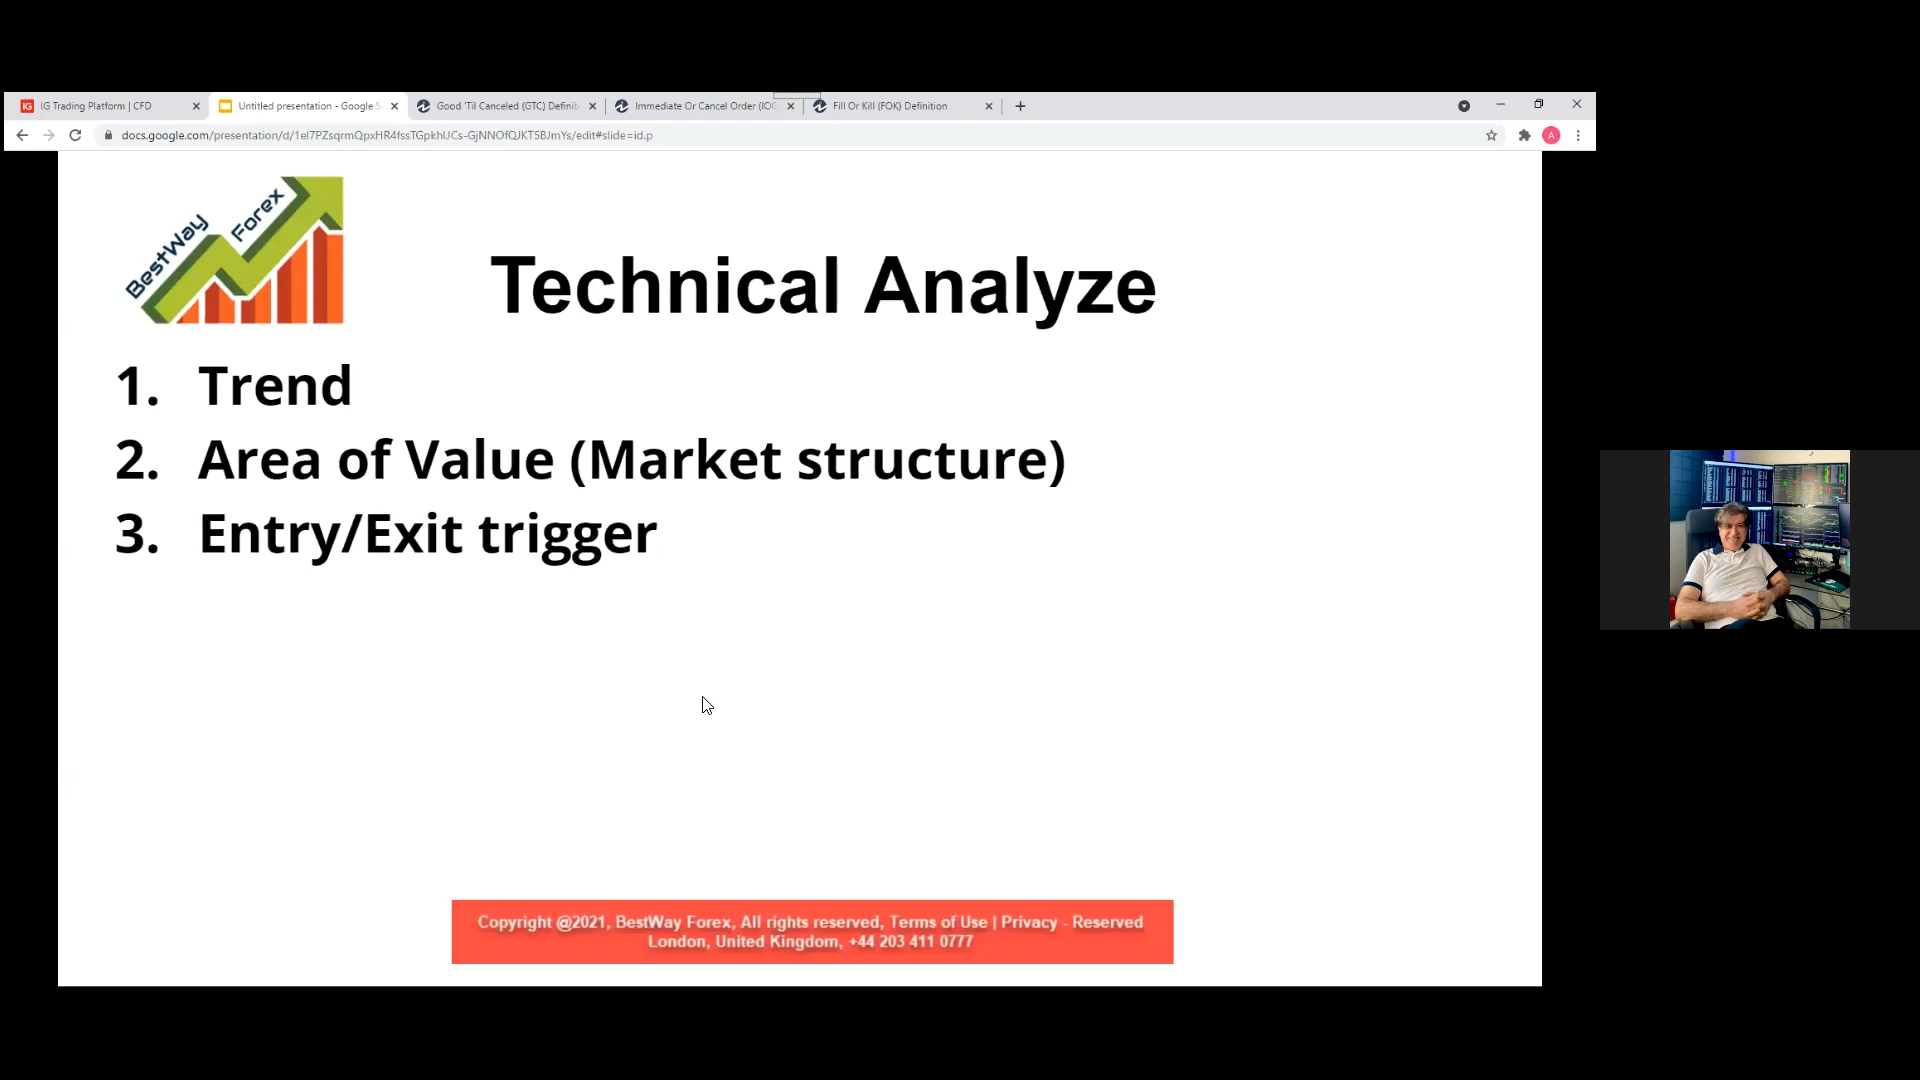 IG Trading Platform | CFD
Untitled presentation - Google S
Good 'Til Canceled (GTC) Definit
Immediate Or Cancel Order (IOC
Fill Or Kill (FOK) Definition
docs.google.com/presentation/d/1el7PZsqrmQpxHR4fssTGpkhUCs-GjNNOfQJKT5BJmYs/edit#slide=id.p
A
BestWay Forex
Technical Analyze
1. Trend
2. Area of Value (Market structure)
3. Entry/Exit trigger
Copyright @2021, BestWay Forex, All rights reserved, Terms of Use | Privacy - Reserved
London, United Kingdom, +44 203 411 0777